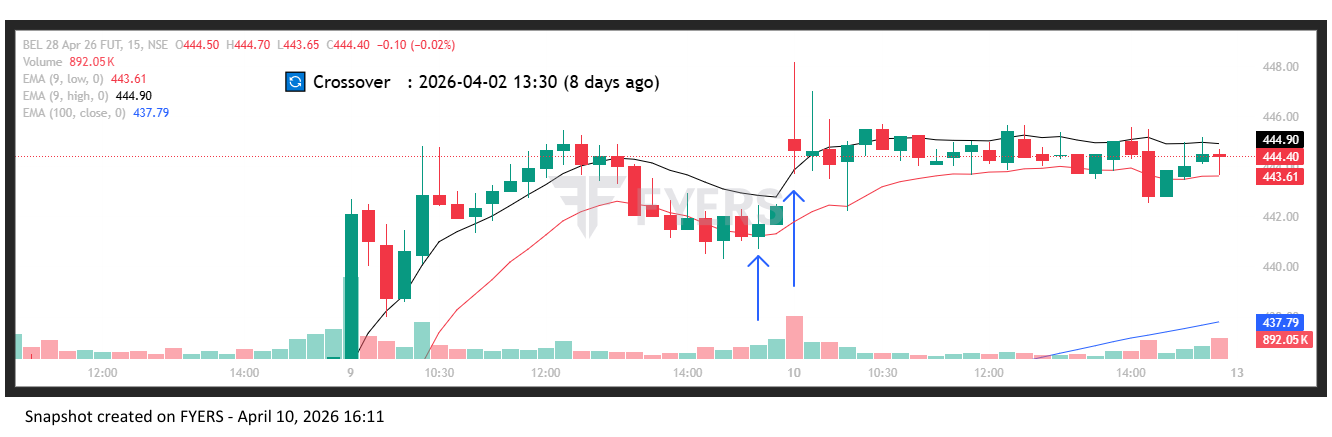 BEL 28 Apr 26 FUT, 15, NSE O444.50 H444.70 L443.65 C444.40 −0.10 (−0.02%)
Volume 892.05K
EMA (9, low, 0) 443.61
EMA (9, high, 0) 444.90
EMA (100, close, 0) 437.79
Crossover : 2026-04-02 13:30 (8 days ago)
FYERS
448.00
446.00
444.90
444.40
443.61
442.00
440.00
437.79
892.05K
12:00 14:00 9 10:30 12:00 14:00 10 10:30 12:00 14:00 13
Snapshot created on FYERS - April 10, 2026 16:11